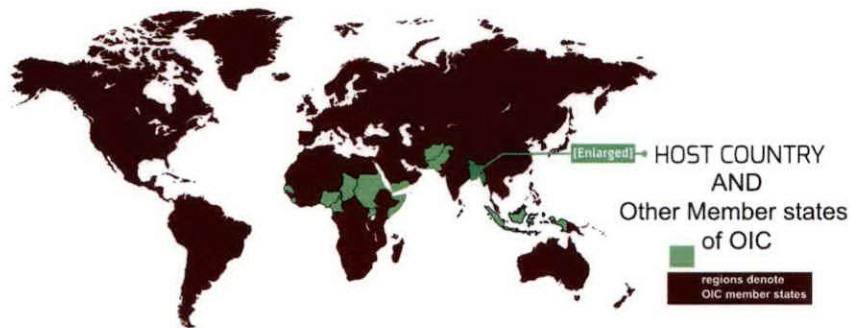 [Enlarged]
HOST COUNTRY
AND
Other Member states
of OIC
regions denote
OIC member states